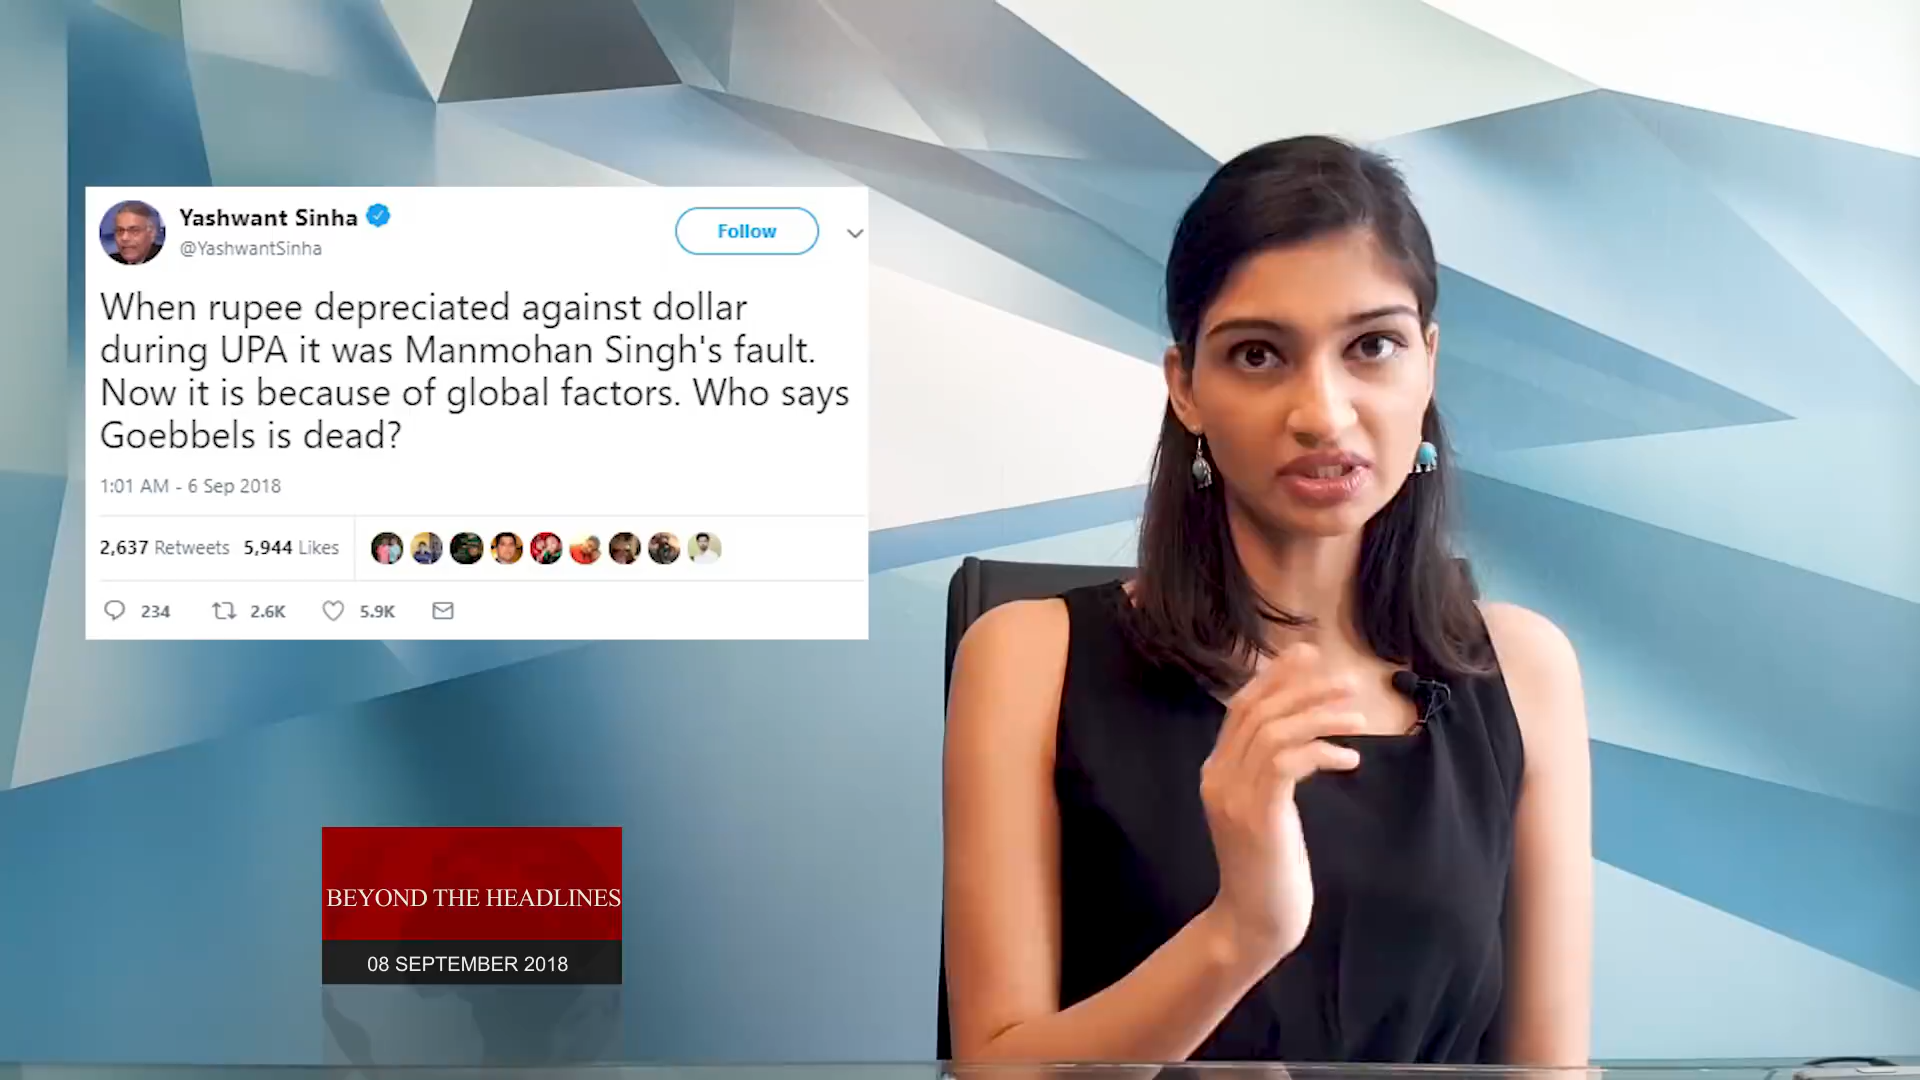 Yashwant Sinha
@YashwantSinha
Follow
When rupee depreciated against dollar
during UPA it was Manmohan Singh's fault.
Now it is because of global factors. Who says
Goebbels is dead?
1:01 AM - 6 Sep 2018
2,637 Retweets 5,944 Likes
234 2.6K 5.9K
BEYOND THE HEADLINES
08 SEPTEMBER 2018